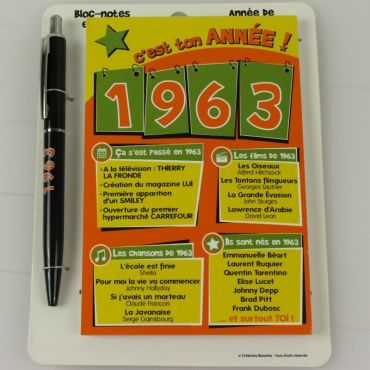 Bloc-notes
Année de
c'est ton ANNÉE !
1963
Ça s'est passé en 1963
• A la télévision : THIERRY
LA FRONDE
• Création du magazine LUI
• Première apparition
d'un SMILEY
• Ouverture du premier
hypermarché CARREFOUR
Les films de 1963
Les Oiseaux
Alfred Hitchcock
Les Tontons flingueurs
Georges Lautner
La Grande Évasion
John Sturges
Lawrence d'Arabie
David Lean
Les chansons de 1963
L'école est finie
Sheila
Pour moi la vie va commencer
Johnny Hallyday
Si j'avais un marteau
Claude François
La Javanaise
Serge Gainsbourg
Ils sont nés en 1963
Emmanuelle Béart
Laurent Ruquier
Quentin Tarentino
Elise Lucet
Johnny Depp
Brad Pitt
Frank Dubosc
... et surtout TOI !
1963